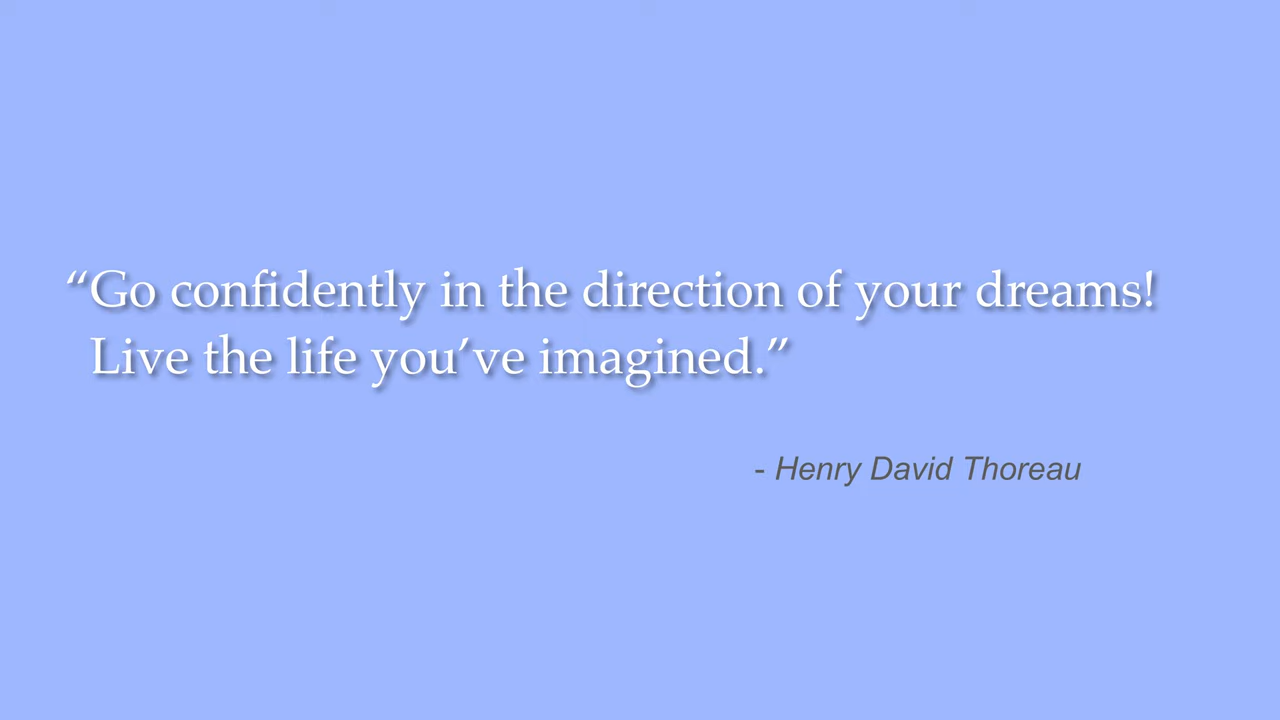 “Go confidently in the direction of your dreams!
Live the life you’ve imagined.”
- Henry David Thoreau